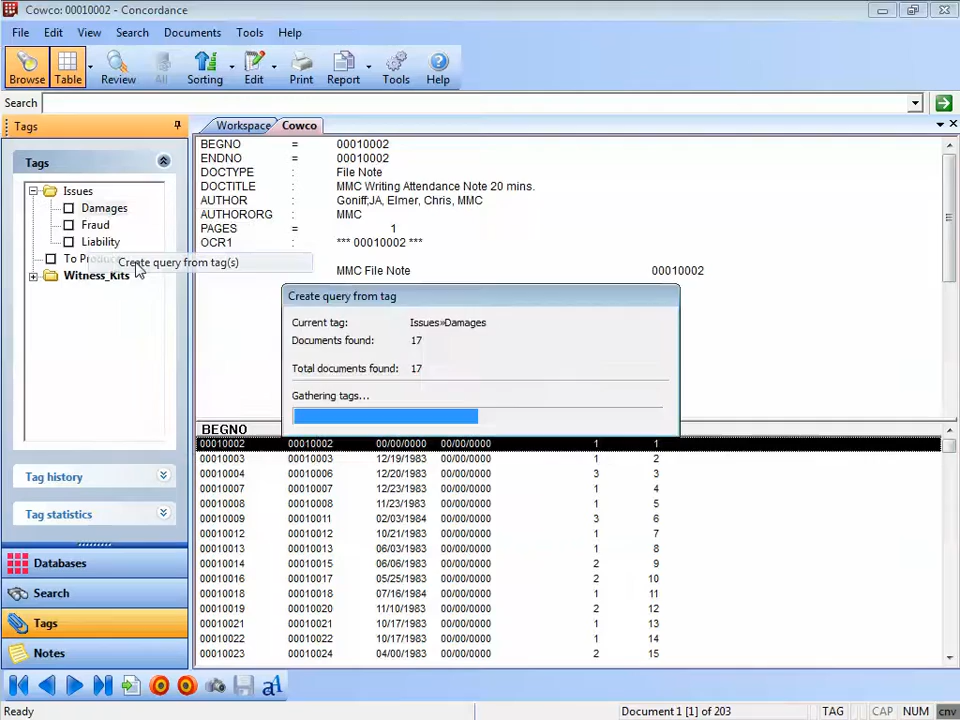 Cowco: 00010002 - Concordance
File Edit View Search Documents Tools Help
Browse Table Review All Sorting Edit Print Report Tools Help
Search
Tags
Workspace Cowco
Tags
Issues
Damages
Fraud
Liability
To Produce
Create query from tag(s)
Witness_Kits
Tag history
Tag statistics
Databases
Search
Tags
Notes
BEGNO = 00010002
ENDNO = 00010002
DOCTYPE : File Note
DOCTITLE : MMC Writing Attendance Note 20 mins.
AUTHOR : Goniff,JA, Elmer, Chris, MMC
AUTHORORG : MMC
PAGES = 1
OCR1 : *** 00010002 ***
MMC File Note 00010002
Create query from tag
Current tag: Issues»Damages
Documents found: 17
Total documents found: 17
Gathering tags...
BEGNO
00010002 00010002 00/00/0000 00/00/0000 1 1
00010003 00010003 12/19/1983 00/00/0000 1 2
00010004 00010006 12/20/1983 00/00/0000 3 3
00010007 00010007 12/23/1983 00/00/0000 1 4
00010008 00010008 11/23/1983 00/00/0000 1 5
00010009 00010011 02/03/1984 00/00/0000 3 6
00010012 00010012 10/21/1983 00/00/0000 1 7
00010013 00010013 06/03/1983 00/00/0000 1 8
00010014 00010015 06/06/1983 00/00/0000 2 9
00010016 00010017 05/25/1983 00/00/0000 2 10
00010018 00010018 07/16/1984 00/00/0000 1 11
00010019 00010020 11/10/1983 00/00/0000 2 12
00010021 00010021 10/17/1983 00/00/0000 1 13
00010022 00010022 10/17/1983 00/00/0000 1 14
00010023 00010024 04/00/1983 00/00/0000 2 15
Ready Document 1 [1] of 203 TAG CAP NUM cnv